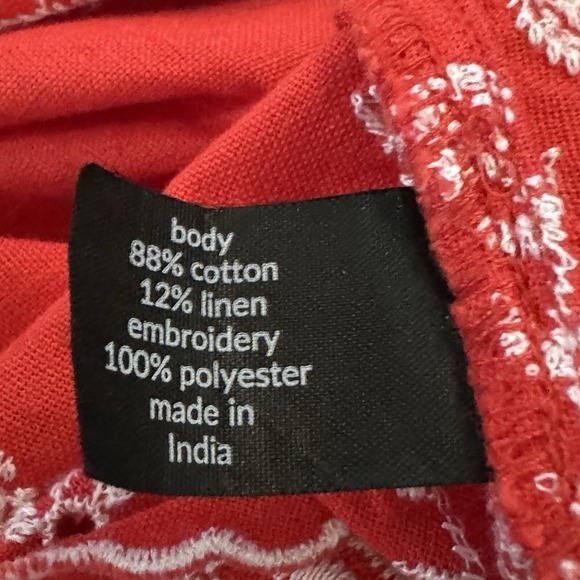 body
88% cotton
12% linen
embroidery
100% polyester
made in
India